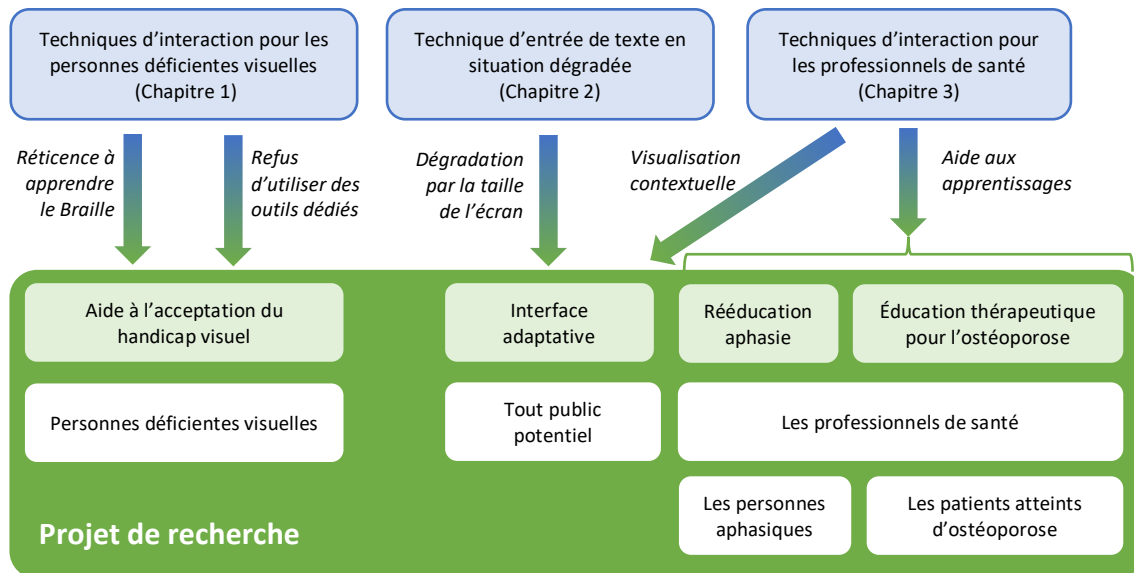 Techniques d'interaction pour les
personnes déficientes visuelles
(Chapitre 1)
Technique d'entrée de texte en
situation dégradée
(Chapitre 2)
Techniques d'interaction pour
les professionnels de santé
(Chapitre 3)
Réticence à
apprendre
le Braille
Refus
d'utiliser des
outils dédiés
Dégradation
par la taille
de l'écran
Visualisation
contextuelle
Aide aux
apprentissages
Aide à l'acceptation du
handicap visuel
Interface
adaptative
Rééducation
aphasie
Éducation thérapeutique
pour l'ostéoporose
Personnes déficientes visuelles
Tout public
potentiel
Les professionnels de santé
Les personnes
aphasiques
Les patients atteints
d'ostéoporose
Projet de recherche